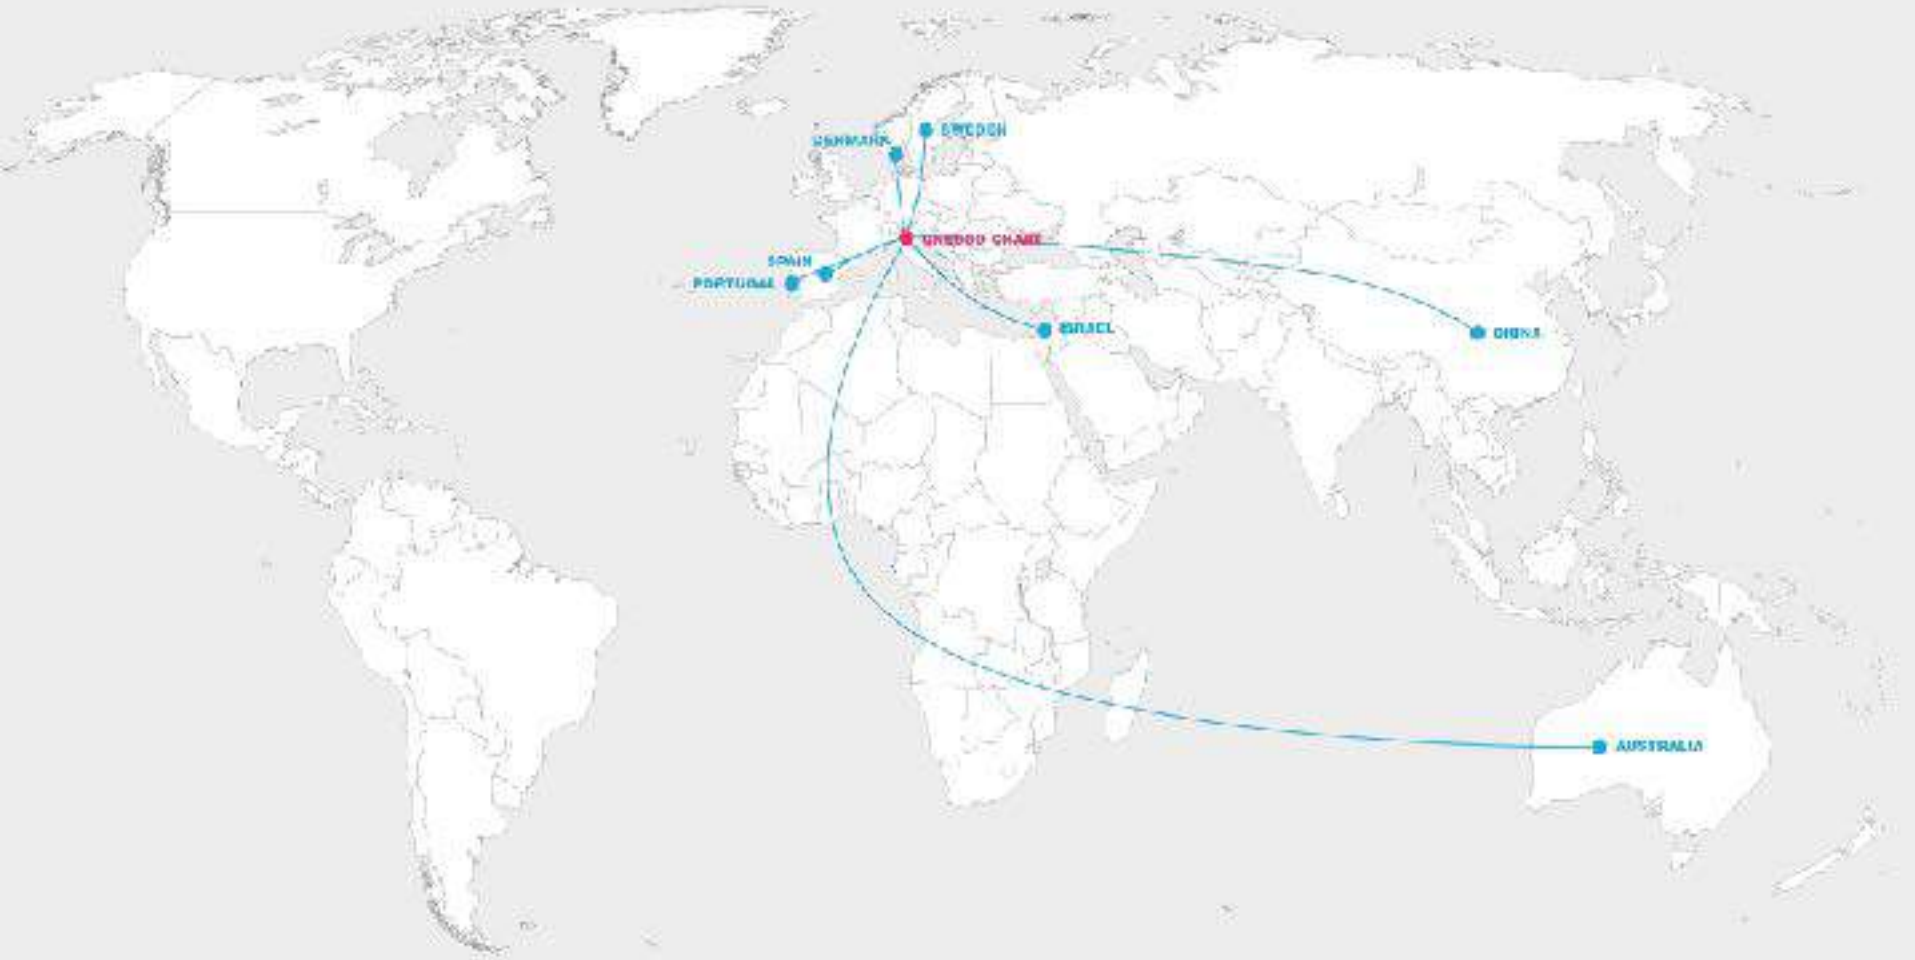 SWEDEN
DENMARK
SPAIN
PORTUGAL
ISRAEL
CHINA
AUSTRALIA